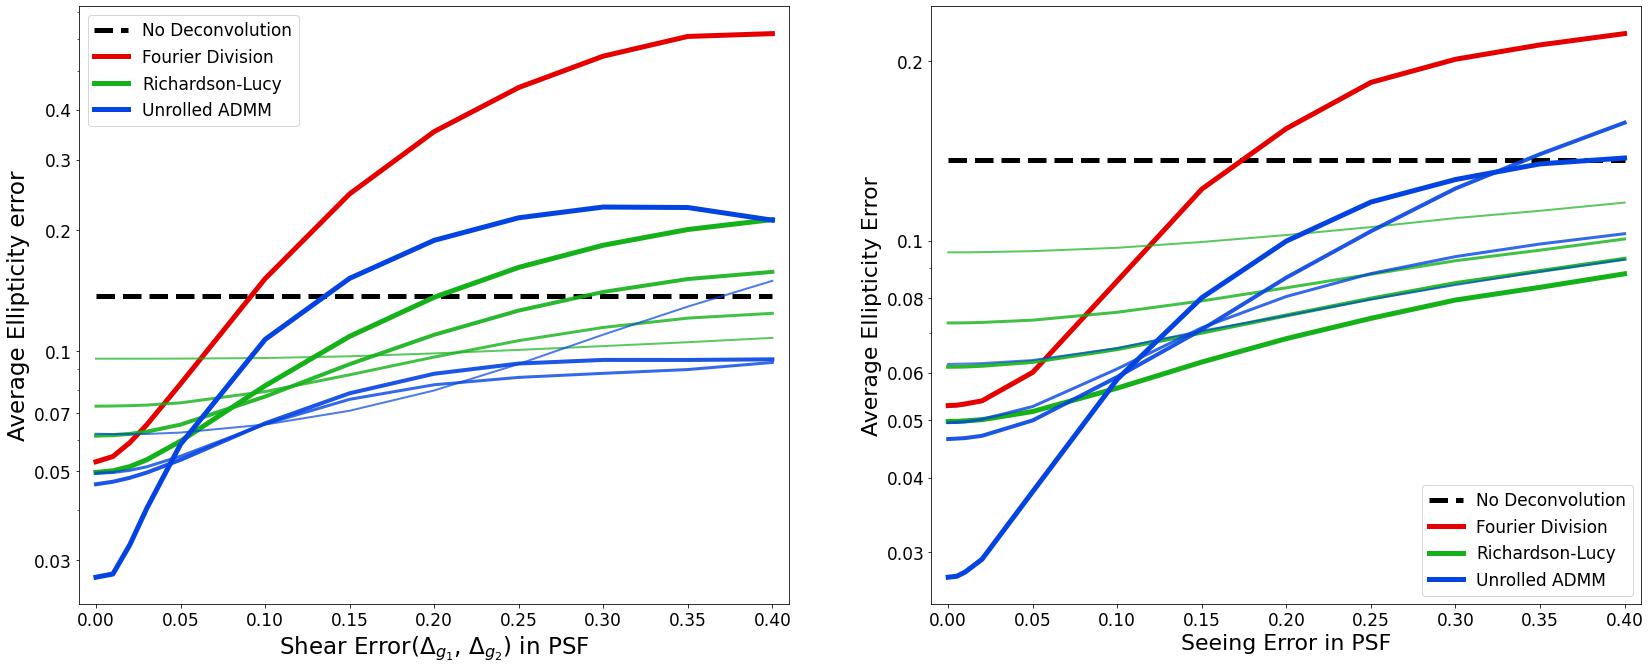 No Deconvolution
Fourier Division
Richardson-Lucy
Unrolled ADMM
0.4
0.3
0.2
0.1
0.07
0.05
0.03
Average Ellipticity error
0.00 0.05 0.10 0.15 0.20 0.25 0.30 0.35 0.40
Shear Error(Δg₁, Δg₂) in PSF
0.2
0.1
0.08
0.06
0.05
0.04
0.03
Average Ellipticity Error
No Deconvolution
Fourier Division
Richardson-Lucy
Unrolled ADMM
0.00 0.05 0.10 0.15 0.20 0.25 0.30 0.35 0.40
Seeing Error in PSF